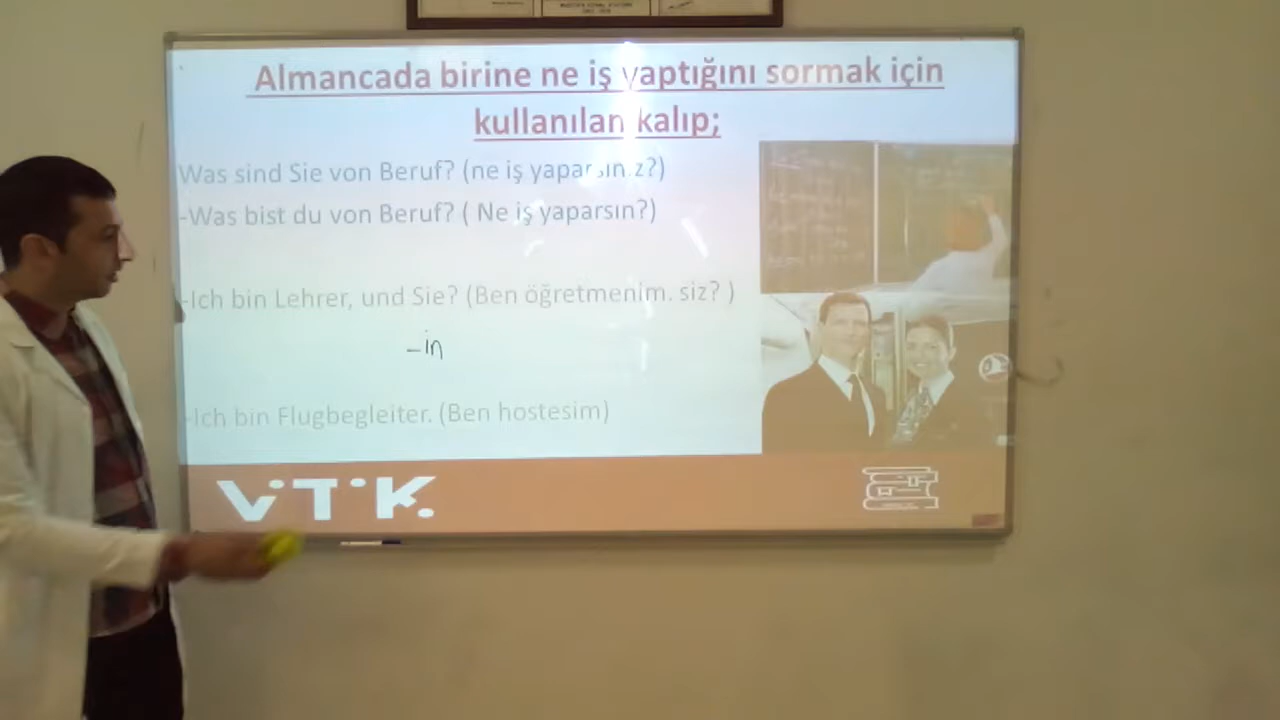 Almancada birine ne iş yaptığını sormak için
kullanılan kalıp;
Was sind Sie von Beruf? (ne iş yaparsınız?)
-Was bist du von Beruf? ( Ne iş yaparsın?)
-Ich bin Lehrer, und Sie? (Ben öğretmenim. siz? )
-in
-Ich bin Flugbegleiter. (Ben hostesim)
VİTİK.